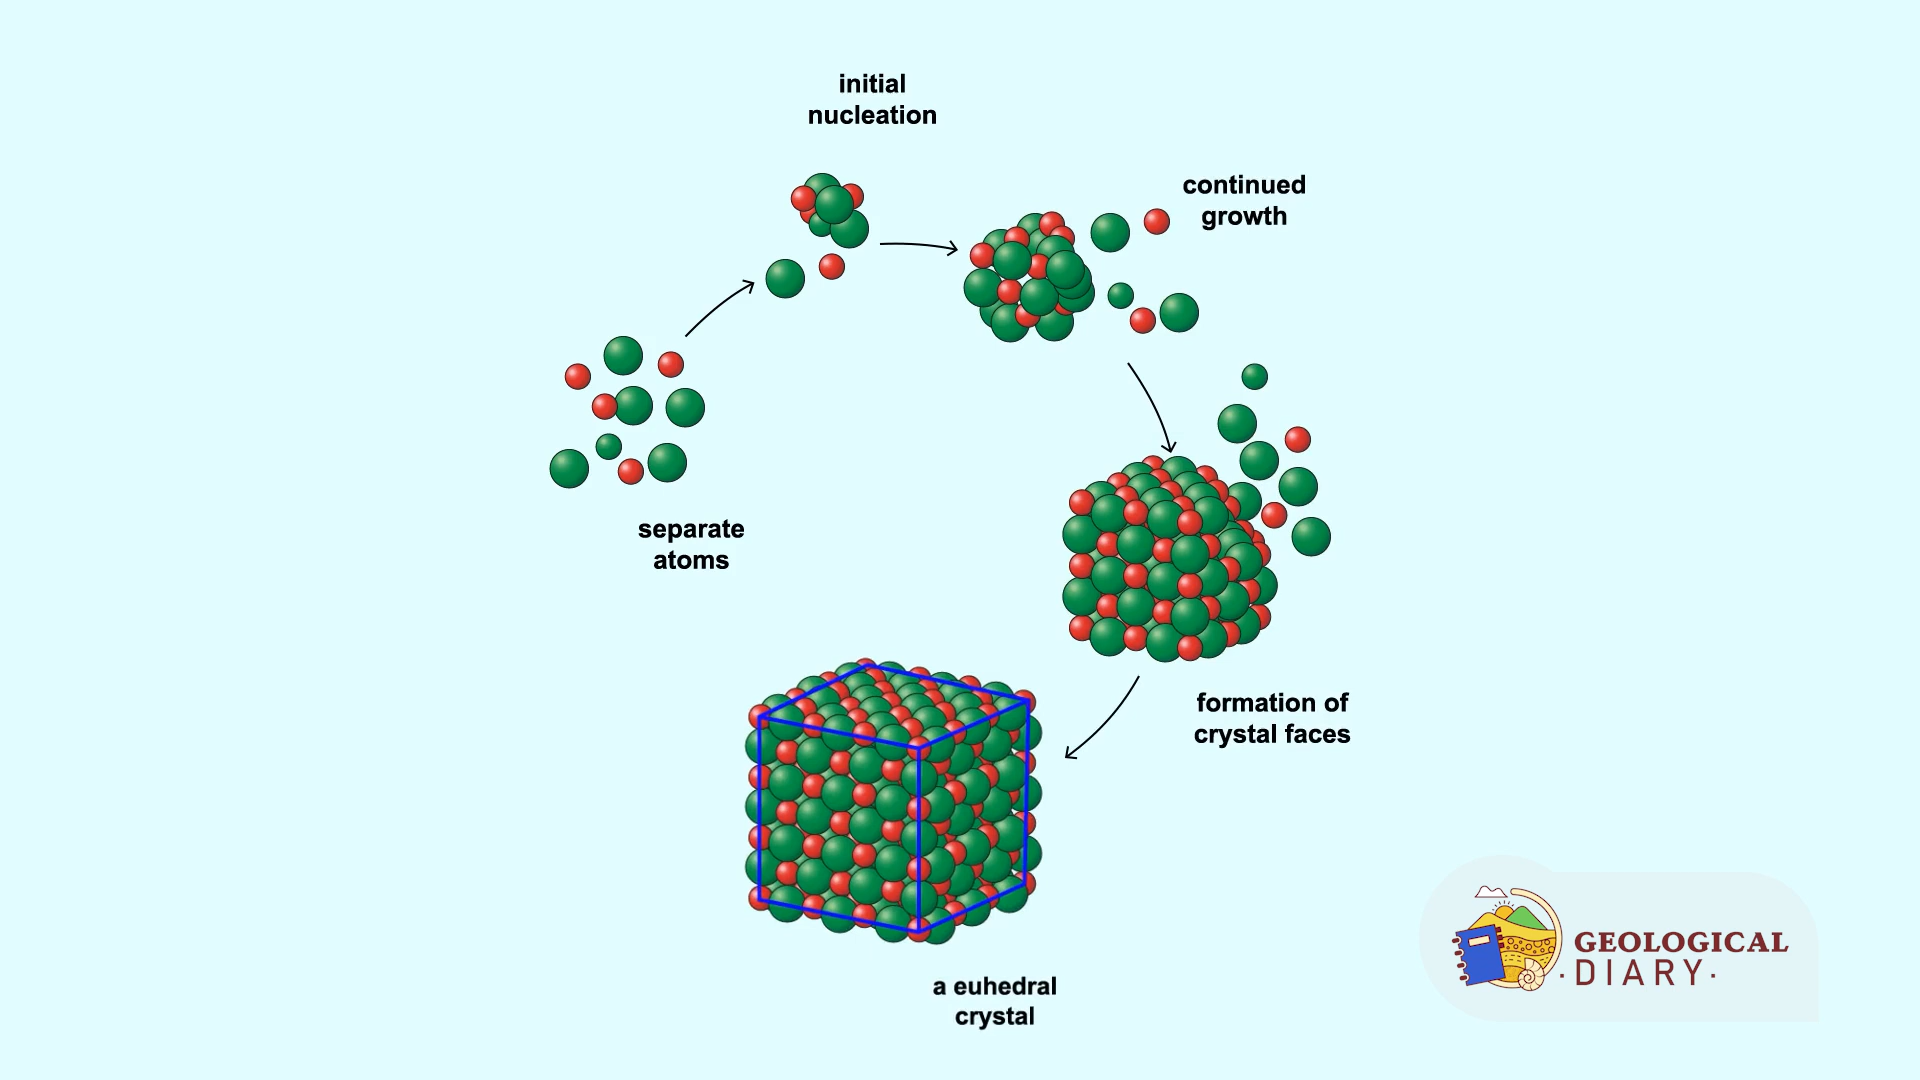 initial
nucleation
continued
growth
separate
atoms
formation of
crystal faces
a euhedral
crystal
GEOLOGICAL
·DIARY·